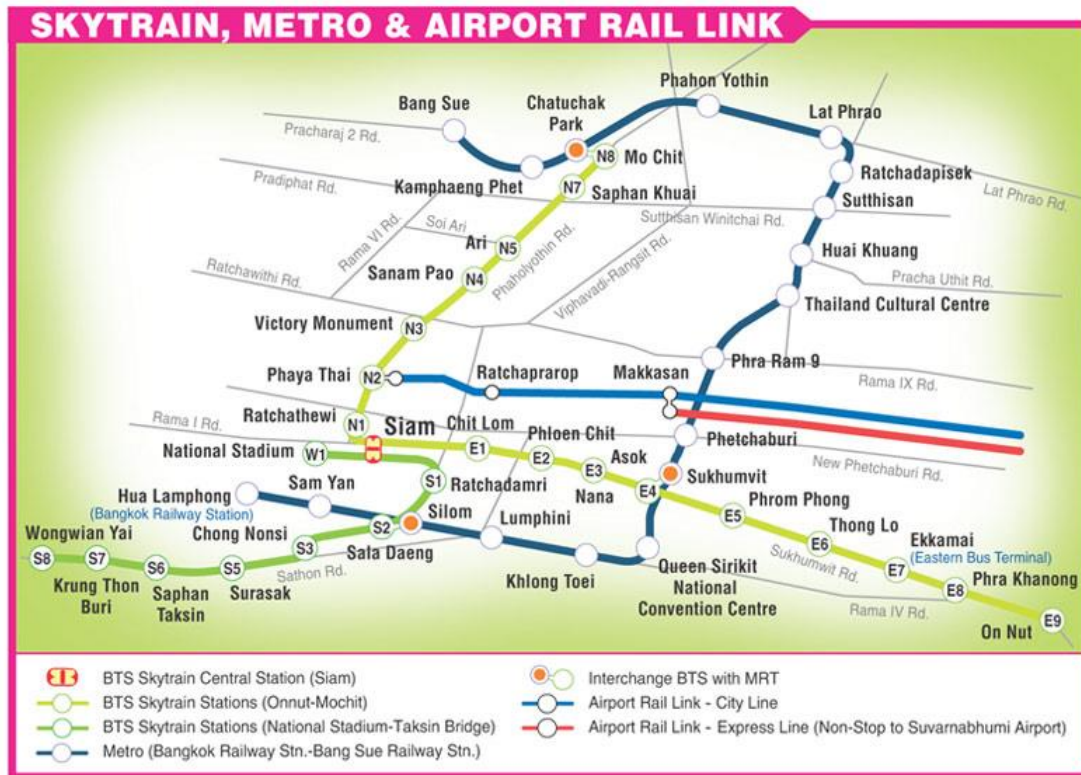 SKYTRAIN, METRO & AIRPORT RAIL LINK
Phahon Yothin
Bang Sue
Chatuchak
Park
Lat Phrao
Pracharaj 2 Rd.
N8
Mo Chit
Ratchadapisek
Kamphaeng Phet
N7
Saphan Khuai
Lat Phrao Rd.
Pradiphat Rd.
Sutthisan
Sutthisan Winitchai Rd.
Rama VI Rd.
Soi Ari
Ari
N5
Phaholyothin Rd.
Viphavadi-Rangsit Rd.
Huai Khuang
Ratchawithi Rd.
Sanam Pao
N4
Pracha Uthit Rd.
Thailand Cultural Centre
Victory Monument
N3
Phra Ram 9
Phaya Thai
N2
Ratchaprarop
Makkasan
Rama IX Rd.
Ratchathewi
N1
Rama I Rd.
Siam
Chit Lom
Phloen Chit
Phetchaburi
National Stadium
W1
E1
E2
Asok
New Phetchaburi Rd.
E3
Nana
Sukhumvit
S1
Ratchadamri
E4
Sam Yan
Hua Lamphong
(Bangkok Railway Station)
Silom
Lumphini
E5
Phrom Phong
Wongwian Yai
Chong Nonsi
S2
Sala Daeng
E6
Thong Lo
S3
Ekkamai
(Eastern Bus Terminal)
S8
S7
S6
S5
Sathon Rd.
Sukhumwit Rd.
E7
Krung Thon
Buri
Saphan
Taksin
Surasak
Khlong Toei
Queen Sirikit
National
Convention Centre
Rama IV Rd.
E8
Phra Khanong
On Nut
E9
BTS Skytrain Central Station (Siam)
BTS Skytrain Stations (Onnut-Mochit)
BTS Skytrain Stations (National Stadium-Taksin Bridge)
Metro (Bangkok Railway Stn.-Bang Sue Railway Stn.)
Interchange BTS with MRT
Airport Rail Link - City Line
Airport Rail Link - Express Line (Non-Stop to Suvarnabhumi Airport)